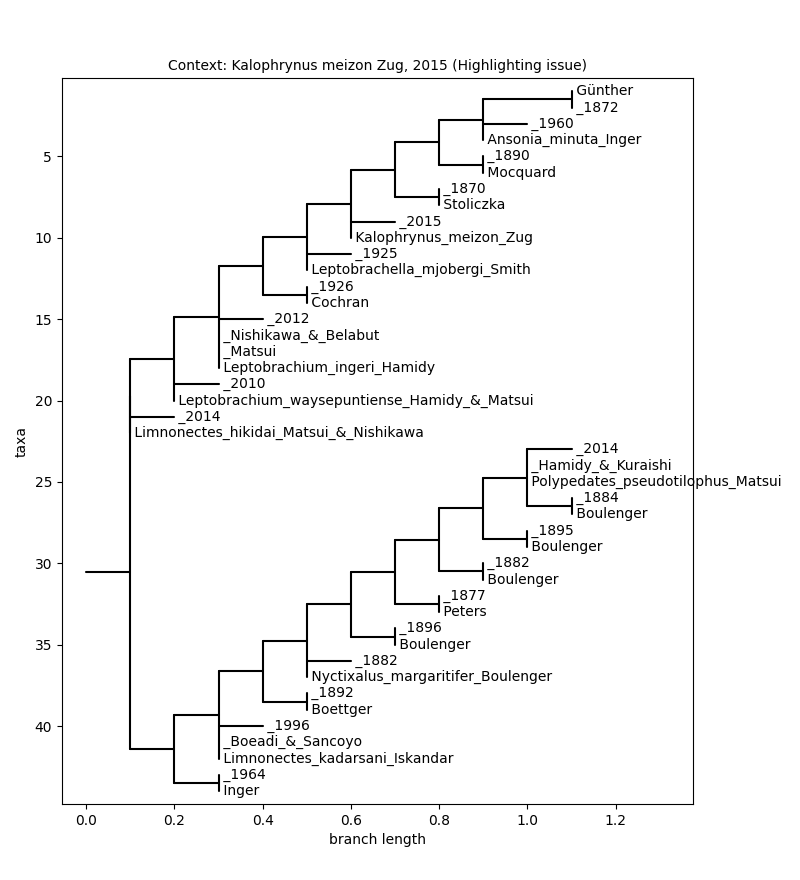 Context: Kalophrynus meizon Zug, 2015 (Highlighting issue)
Günther
_1872
_1960
Ansonia_minuta_Inger
_1890
Mocquard
_1870
Stoliczka
_2015
Kalophrynus_meizon_Zug
_1925
Leptobrachella_mjobergi_Smith
_1926
Cochran
_2012
_Nishikawa_&_Belabut
_Matsui
Leptobrachium_ingeri_Hamidy
_2010
Leptobrachium_waysepuntiense_Hamidy_&_Matsui
_2014
Limnonectes_hikidai_Matsui_&_Nishikawa
_2014
_Hamidy_&_Kuraishi
Polypedates_pseudotilophus_Matsui
_1884
Boulenger
_1895
Boulenger
_1882
Boulenger
_1877
Peters
_1896
Boulenger
_1882
Nyctixalus_margaritifer_Boulenger
_1892
Boettger
_1996
_Boeadi_&_Sancoyo
Limnonectes_kadarsani_Iskandar
_1964
Inger
5
10
15
20
25
30
35
40
taxa
0.0 0.2 0.4 0.6 0.8 1.0 1.2
branch length